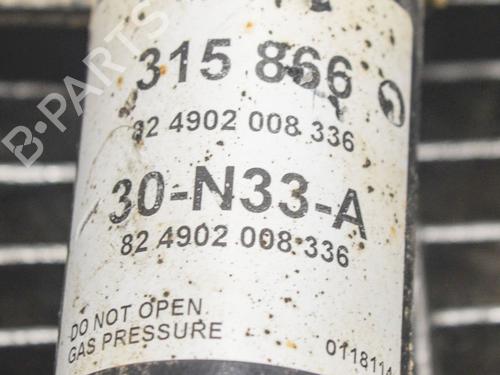 315 866
82 4902 008 336
30-N33-A
82 4902 008 336
DO NOT OPEN
GAS PRESSURE
0118114
B-PARTS